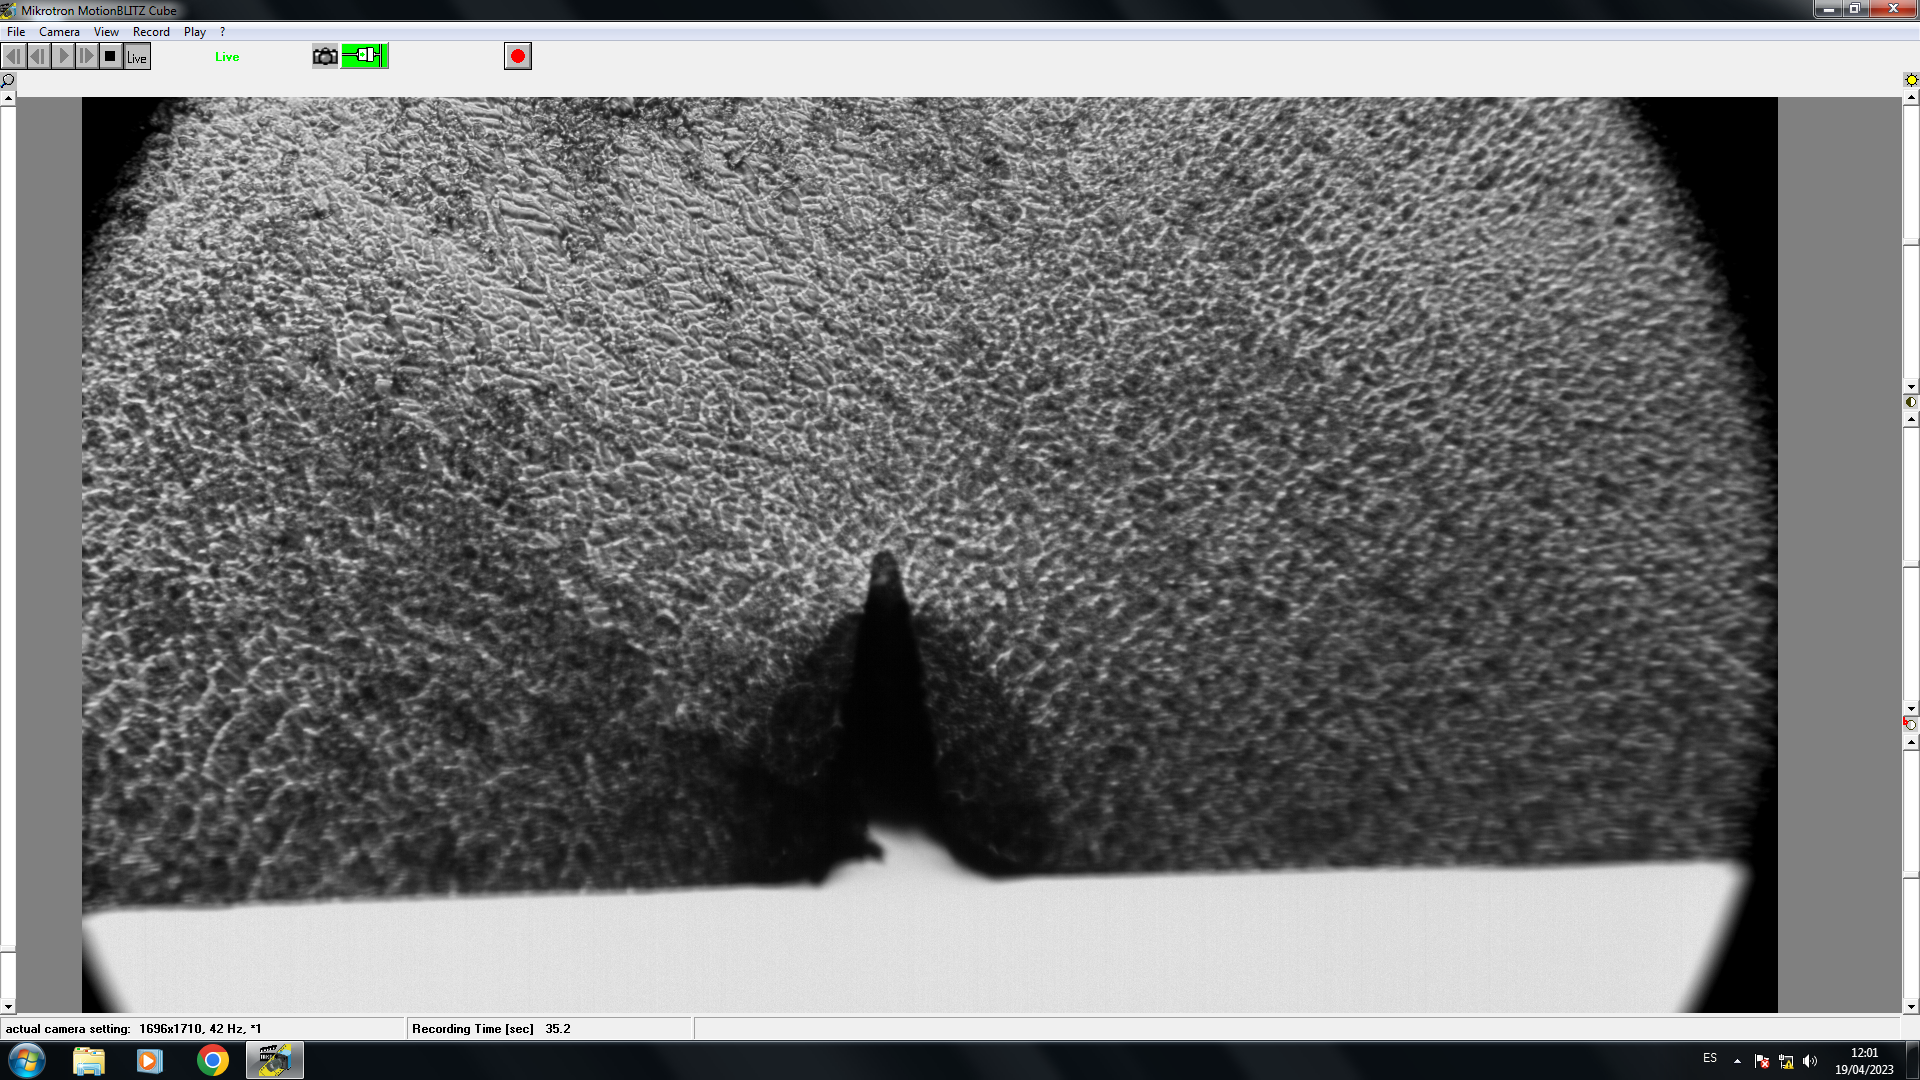 Mikrotron MotionBLITZ Cube
File Camera View Record Play ?
Live Live
actual camera setting: 1696x1710, 42 Hz, *1 Recording Time [sec] 35.2
ES 12:01
19/04/2023